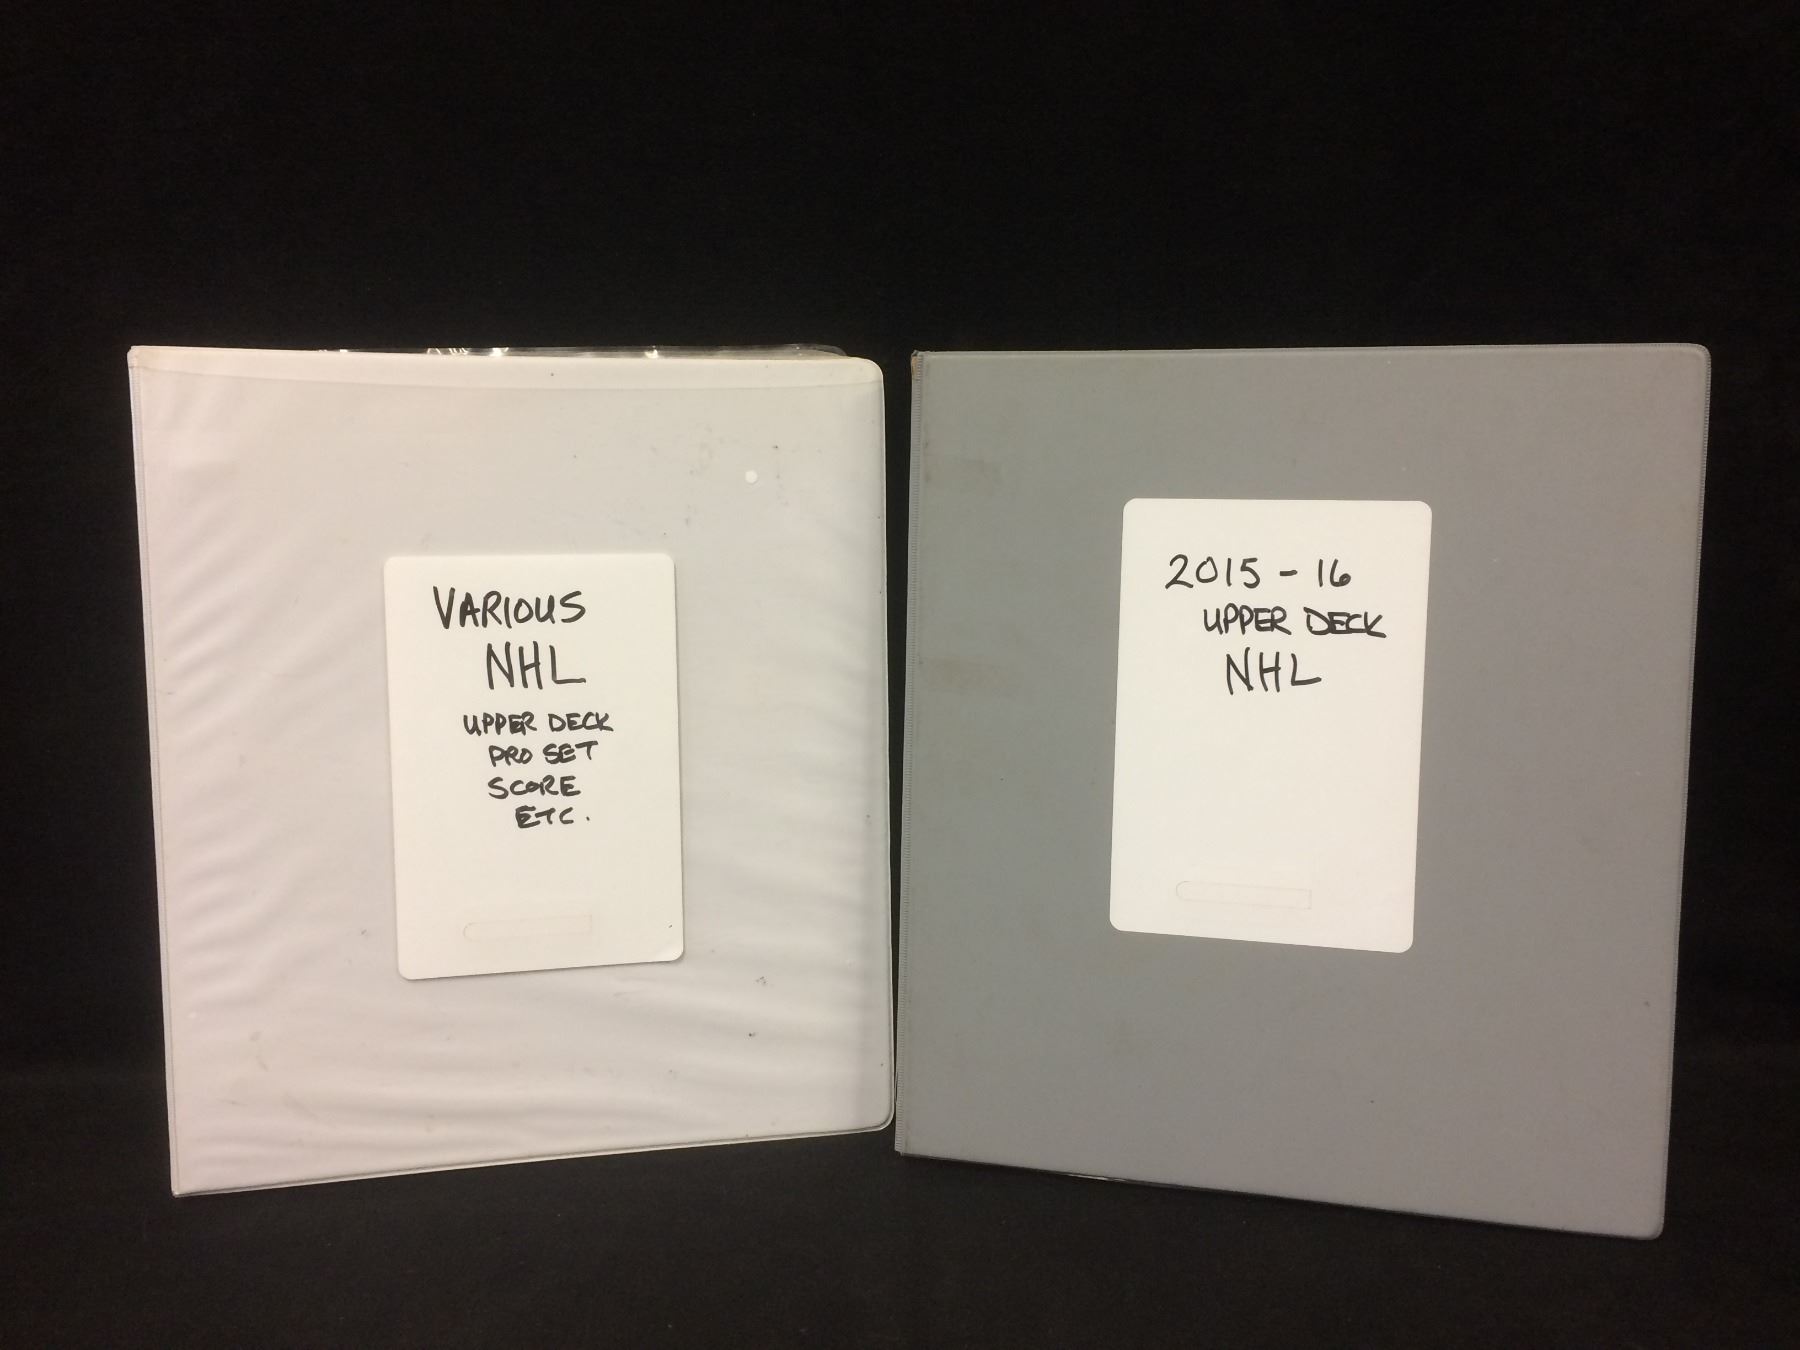 VARIOUS
NHL
UPPER DECK
PRO SET
SCORE
ETC.
2015-16
UPPER DECK
NHL